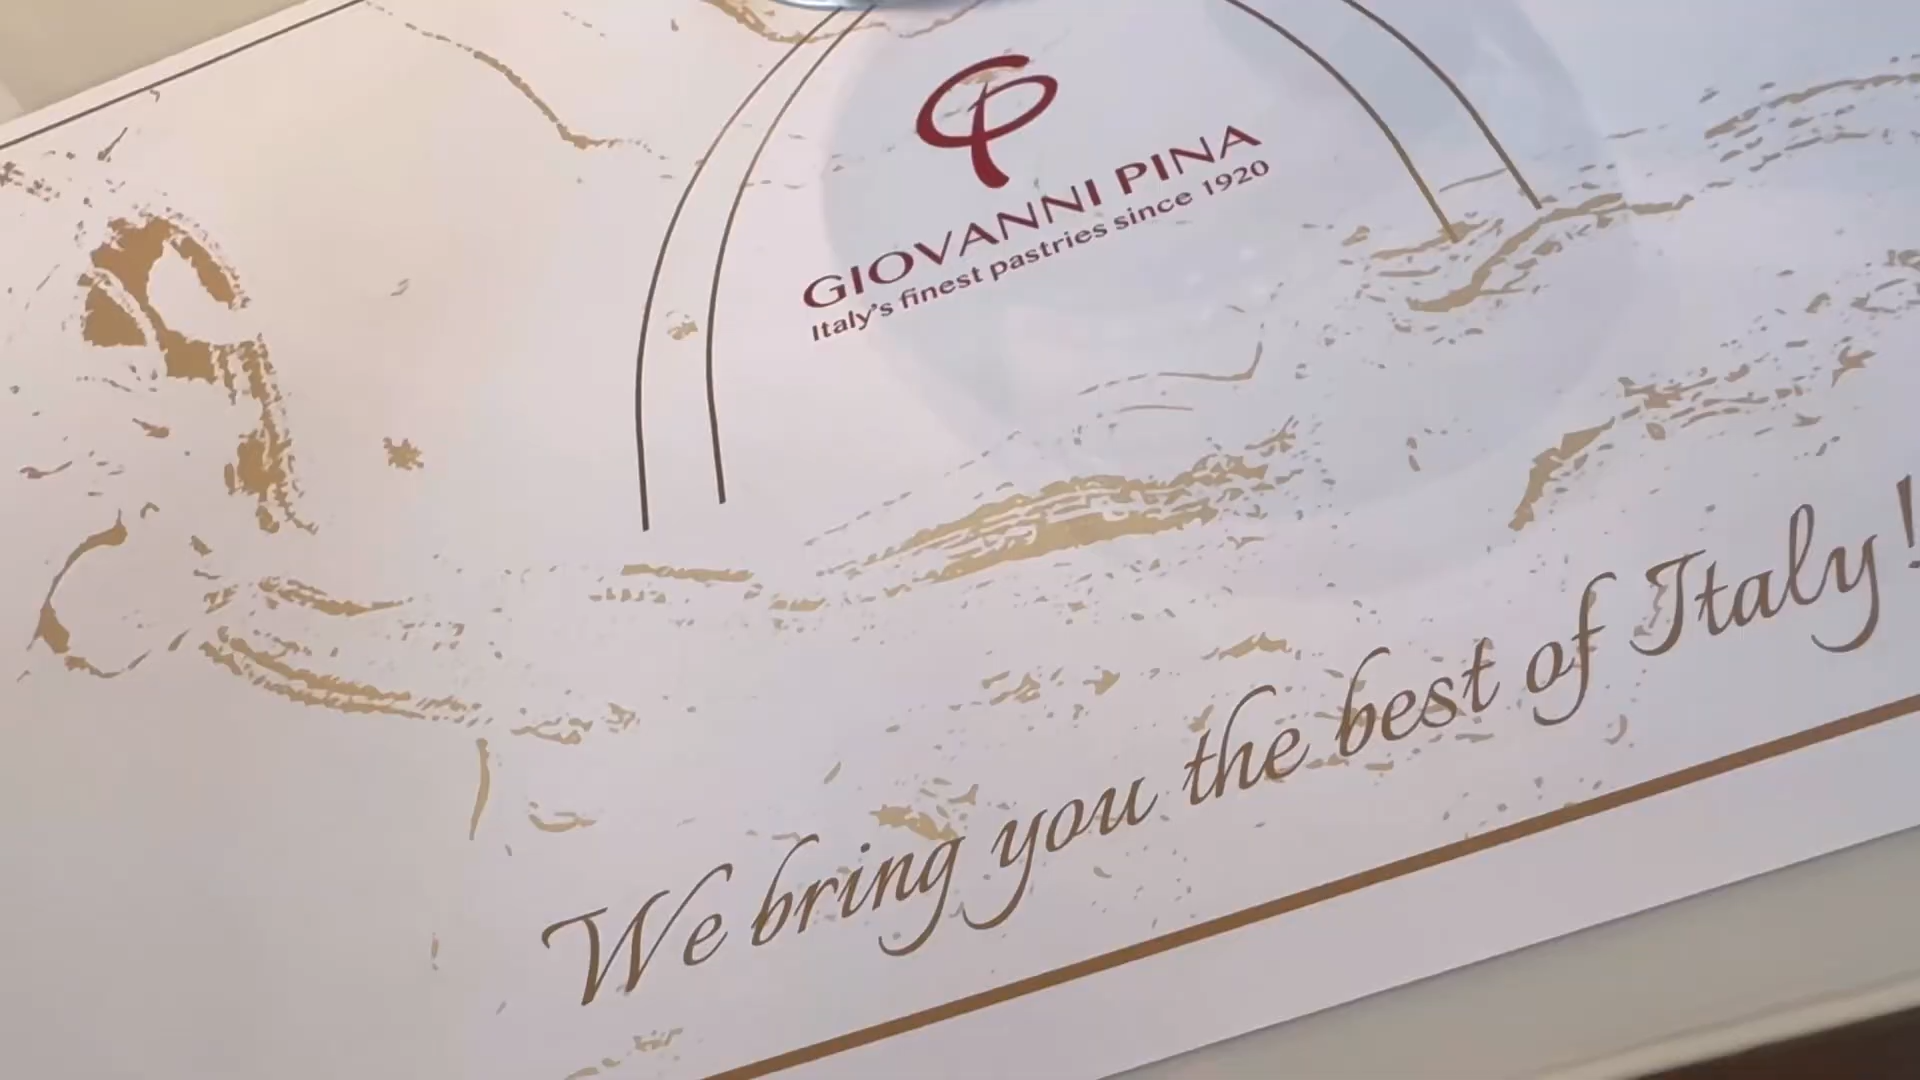 GIOVANNI PINA
Italy's finest pastries since 1920
We bring you the best of Italy!